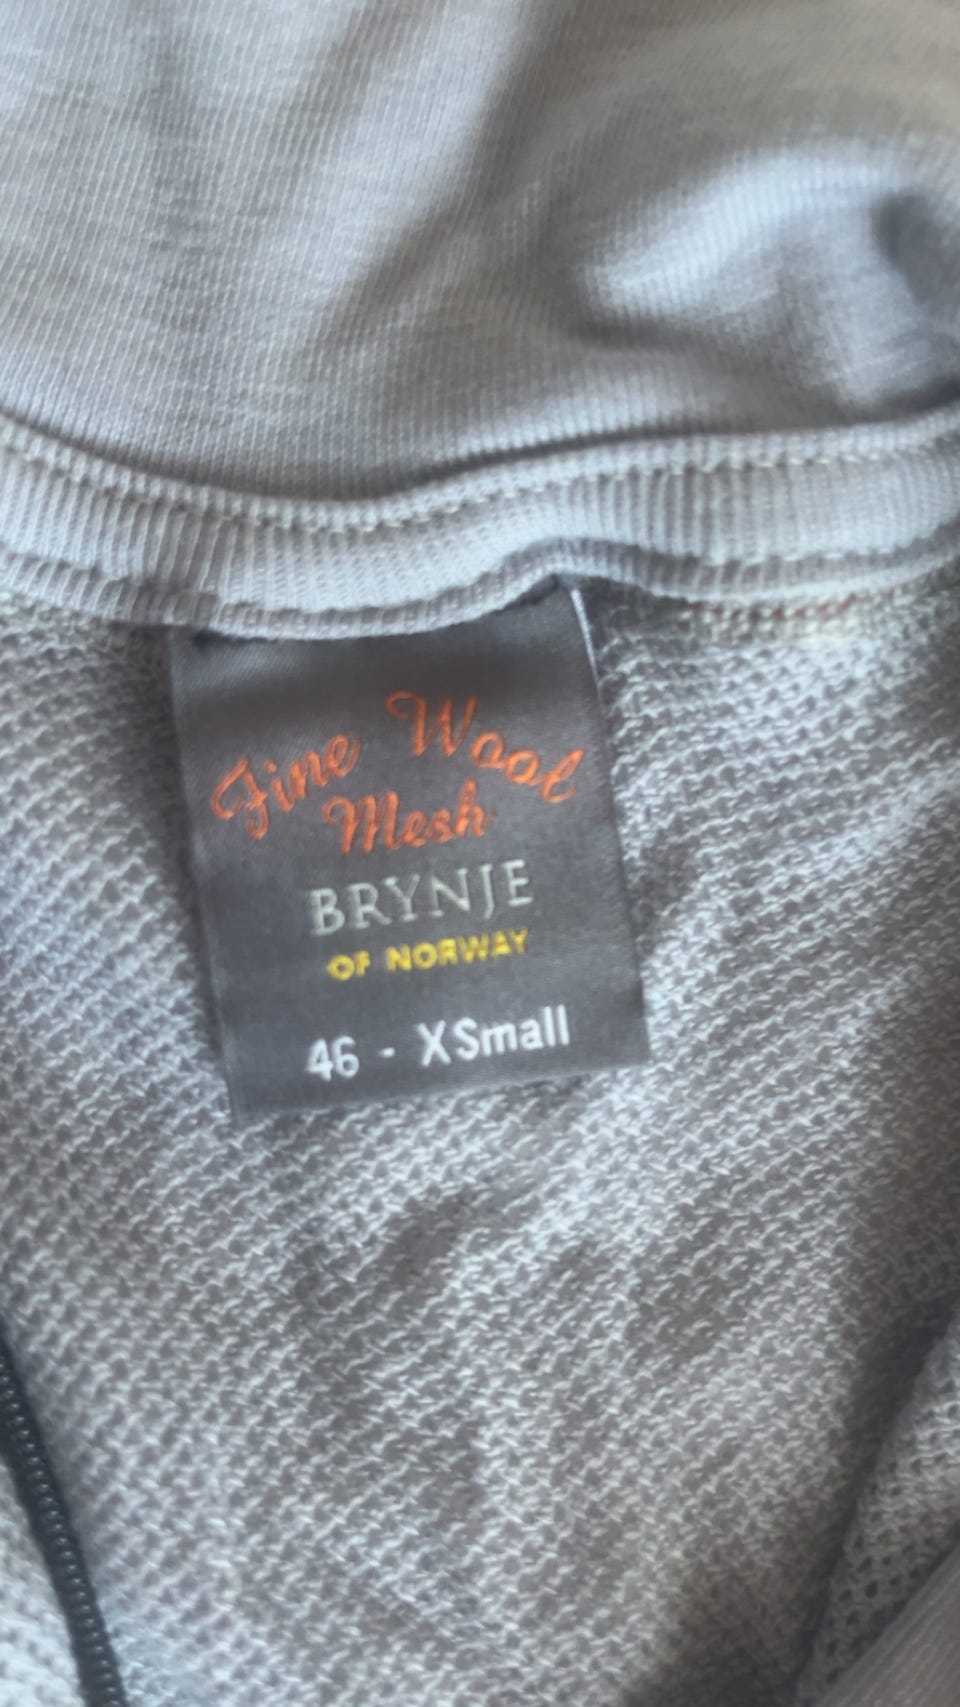 Fine Wool
Mesh
BRYNJE
OF NORWAY
46 - XSmall